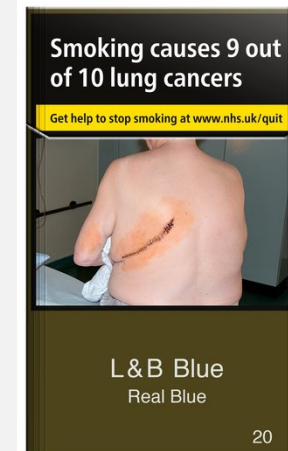 Smoking causes 9 out
of 10 lung cancers
Get help to stop smoking at www.nhs.uk/quit
L&B Blue
Real Blue
20